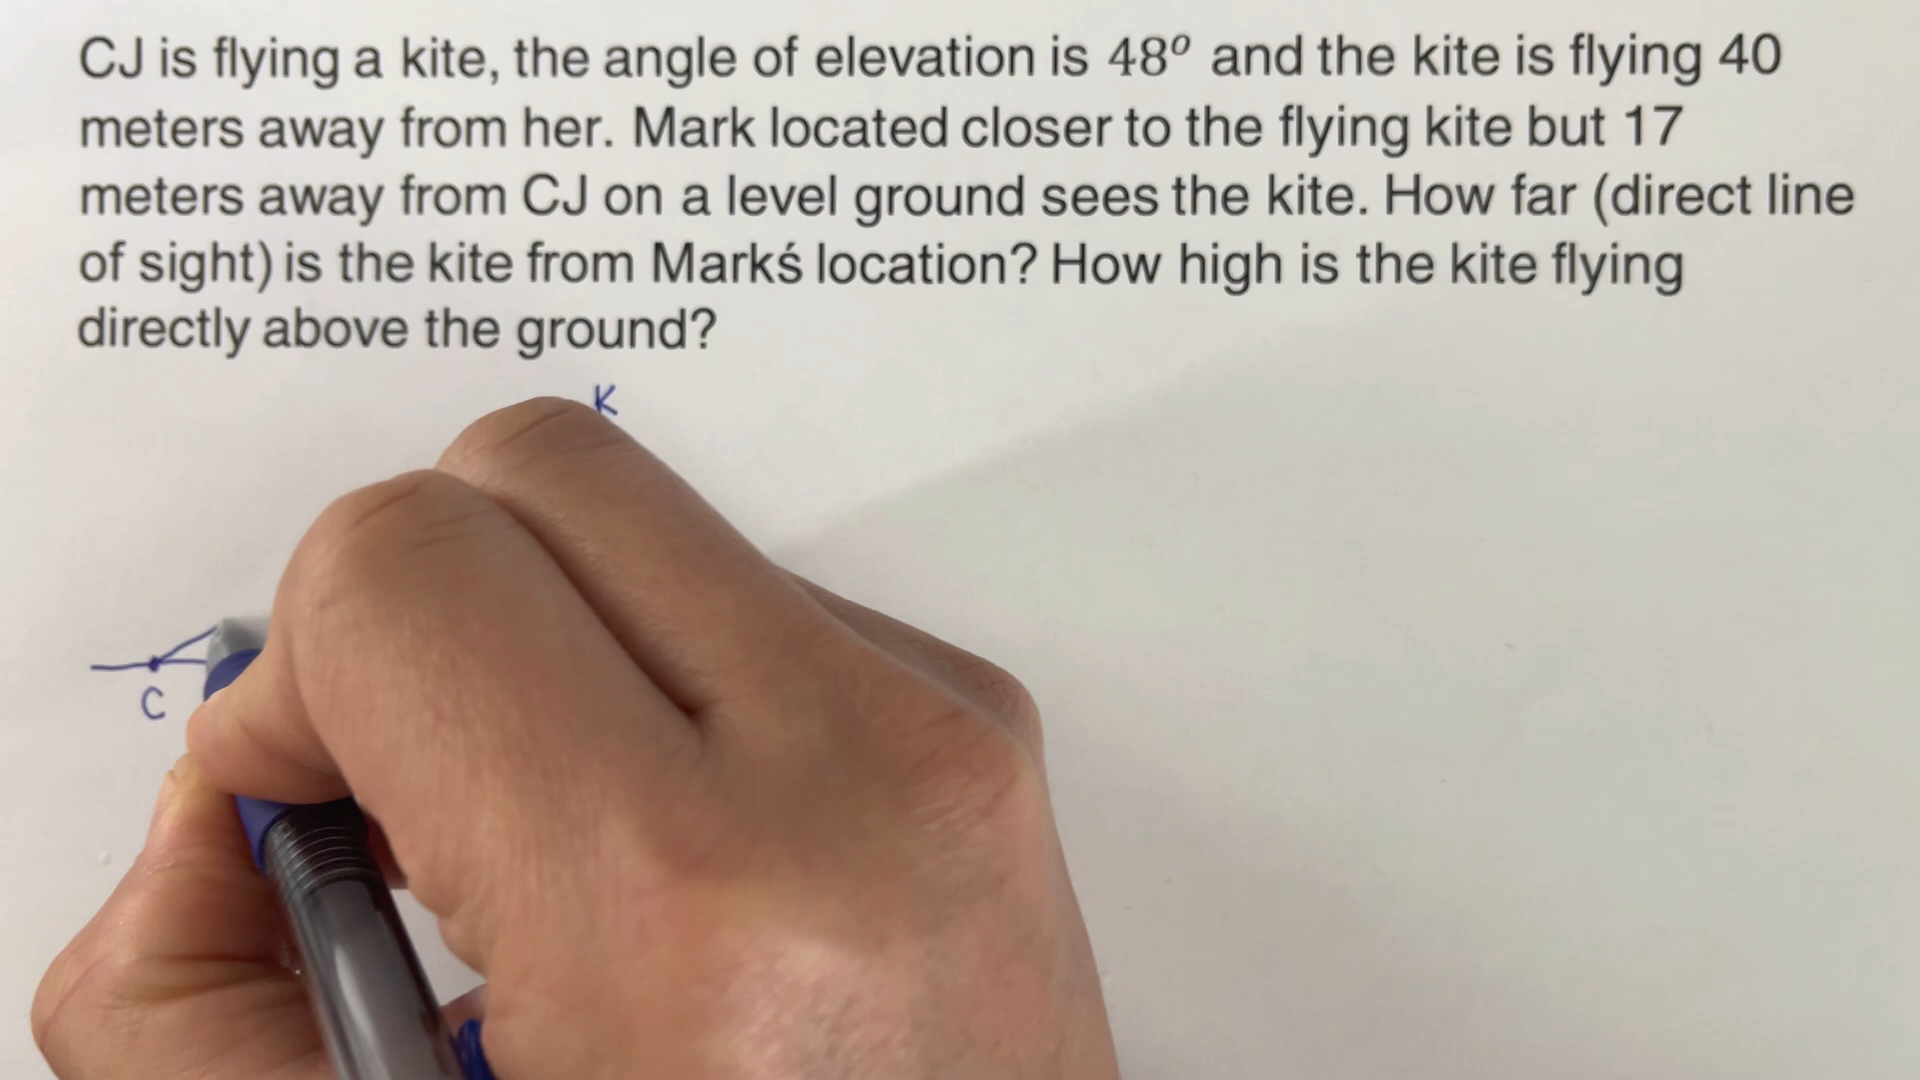 CJ is flying a kite, the angle of elevation is 48º and the kite is flying 40
meters away from her. Mark located closer to the flying kite but 17
meters away from CJ on a level ground sees the kite. How far (direct line
of sight) is the kite from Markś location? How high is the kite flying
directly above the ground?
K
C